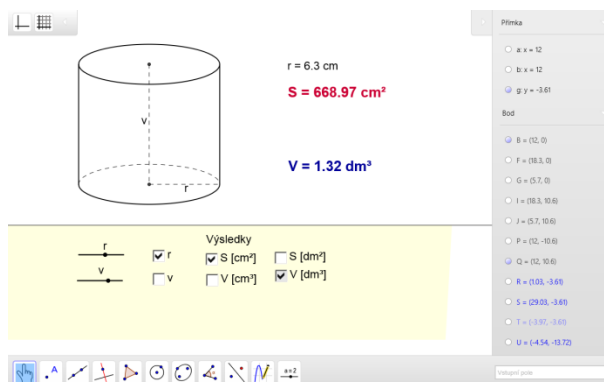 Přímka
a: x = 12
b: x = 12
g: y = -3.61
Bod
B = (12, 0)
F = (18.3, 0)
G = (5.7, 0)
I = (18.3, 10.6)
J = (5.7, 10.6)
P = (12, -10.6)
Q = (12, 10.6)
R = (1.03, -3.61)
S = (29.03, -3.61)
T = (-3.97, -3.61)
U = (-4.54, -13.72)
Vstupní pole
r = 6.3 cm
S = 668.97 cm²
V = 1.32 dm³
v
r
Výsledky
r
r
S [cm²]
S [dm²]
v
v
V [cm³]
V [dm³]
A
a=2